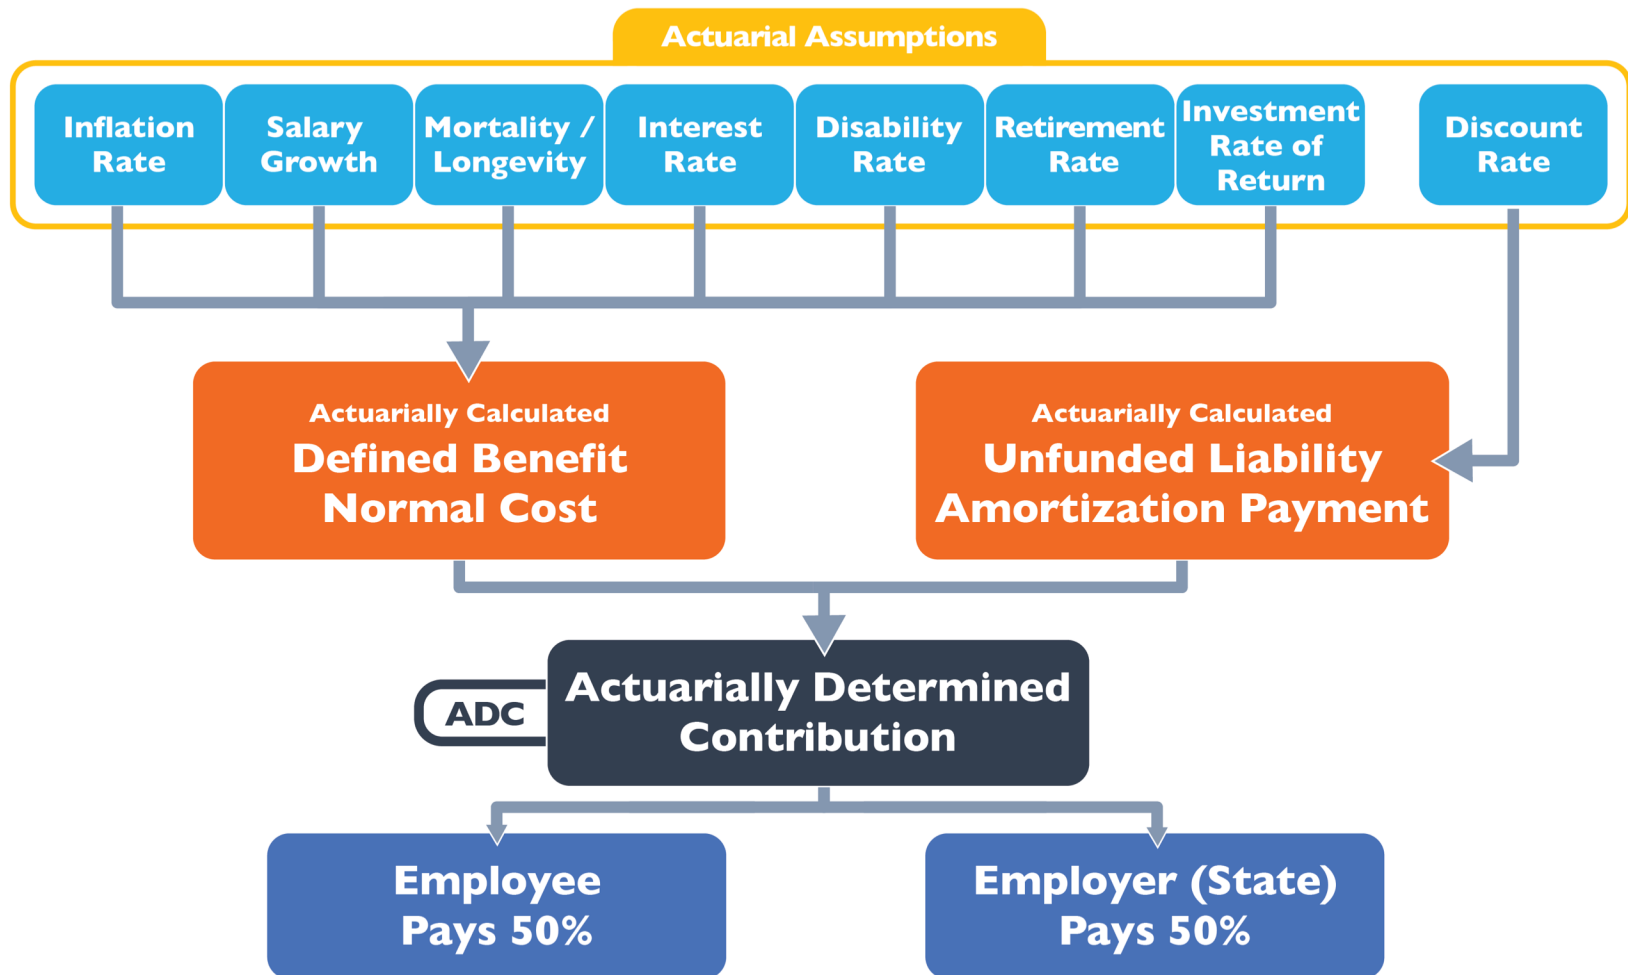 Actuarial Assumptions
Inflation
Rate
Salary
Growth
Mortality /
Longevity
Interest
Rate
Disability
Rate
Retirement
Rate
Investment
Rate of
Return
Discount
Rate
Actuarially Calculated
Defined Benefit
Normal Cost
Actuarially Calculated
Unfunded Liability
Amortization Payment
ADC
Actuarially Determined
Contribution
Employee
Pays 50%
Employer (State)
Pays 50%